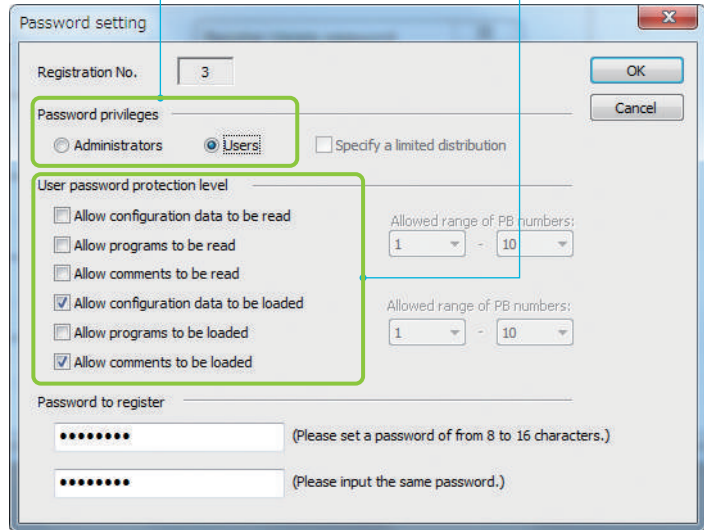 Password setting
Registration No. 3
OK
Cancel
Password privileges
Administrators Users Specify a limited distribution
User password protection level
Allow configuration data to be read
Allowed range of PB numbers:
Allow programs to be read 1 - 10
Allow comments to be read
Allow configuration data to be loaded
Allowed range of PB numbers:
Allow programs to be loaded 1 - 10
Allow comments to be loaded
Password to register
●●●●●●●● (Please set a password of from 8 to 16 characters.)
●●●●●●●● (Please input the same password.)